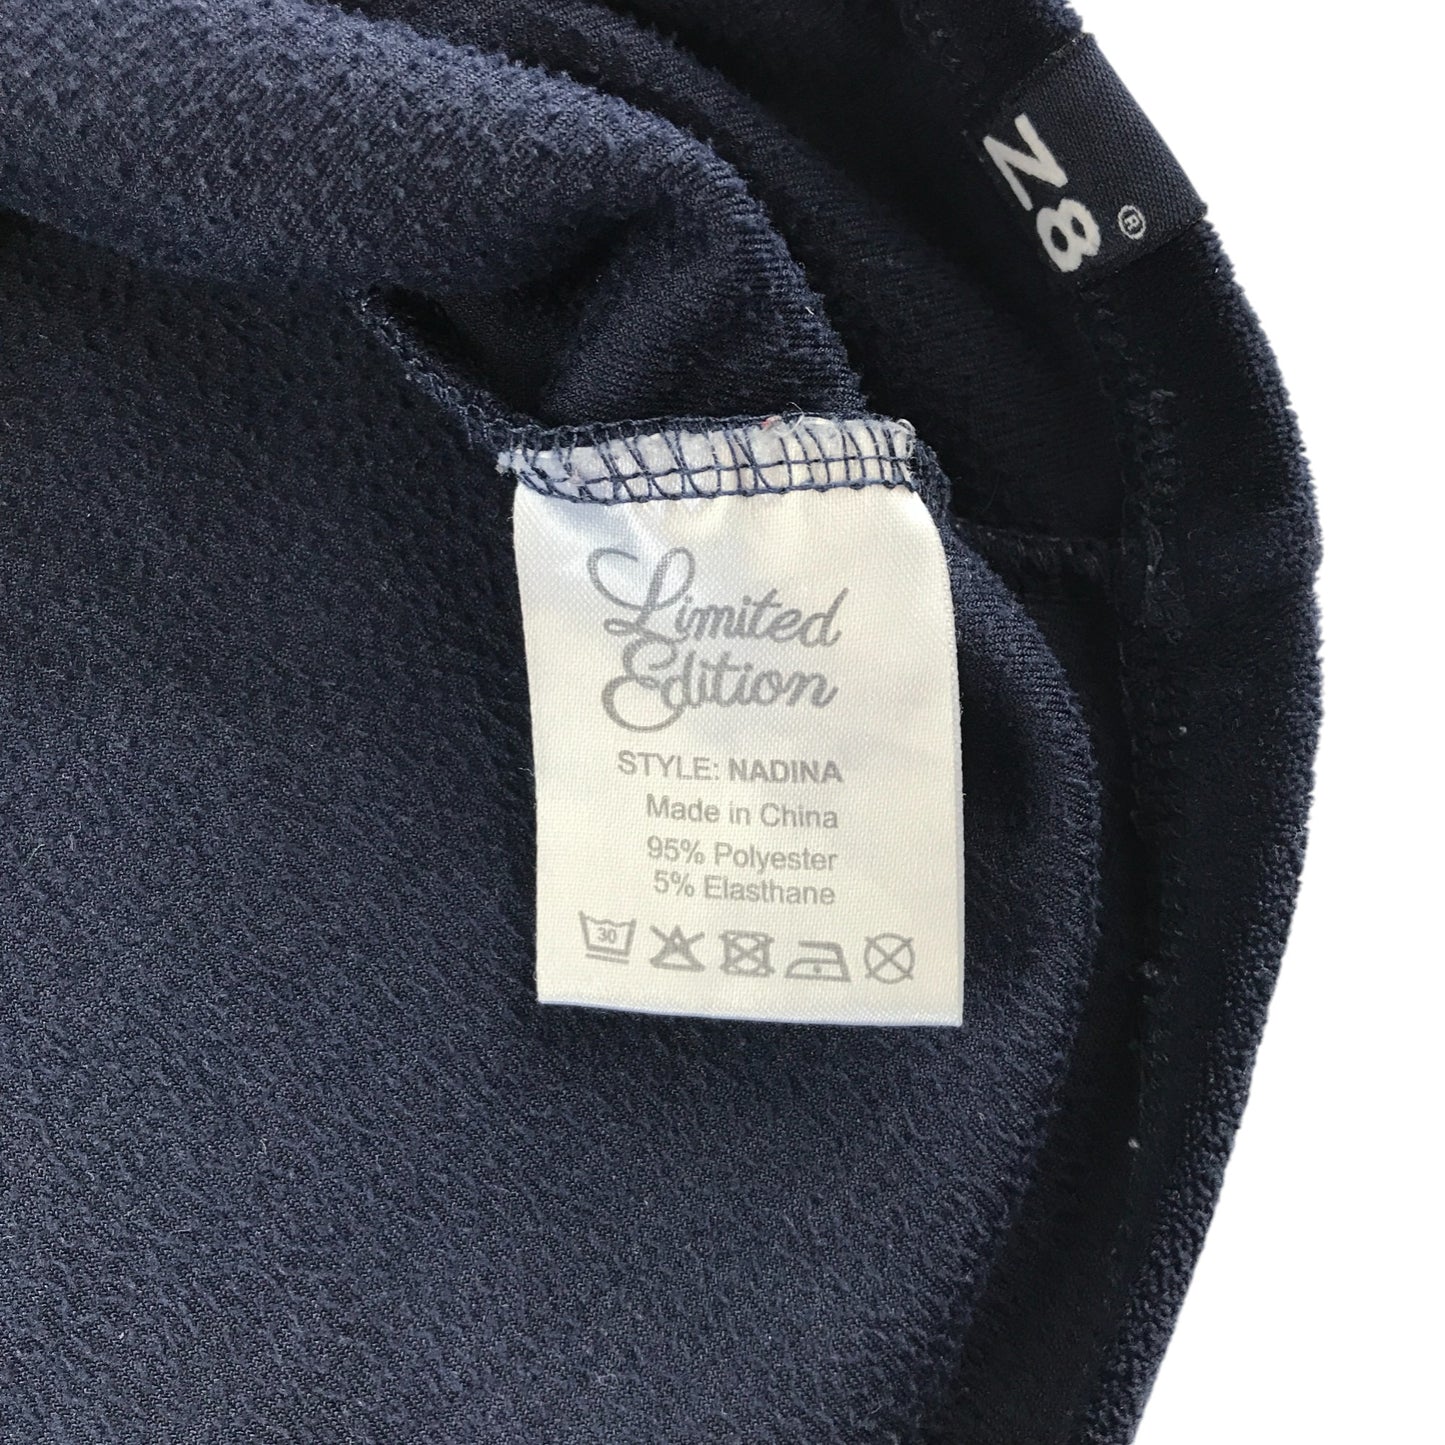 Z8®
Limited
Edition
STYLE: NADINA
Made in China
95% Polyester
5% Elasthane
30